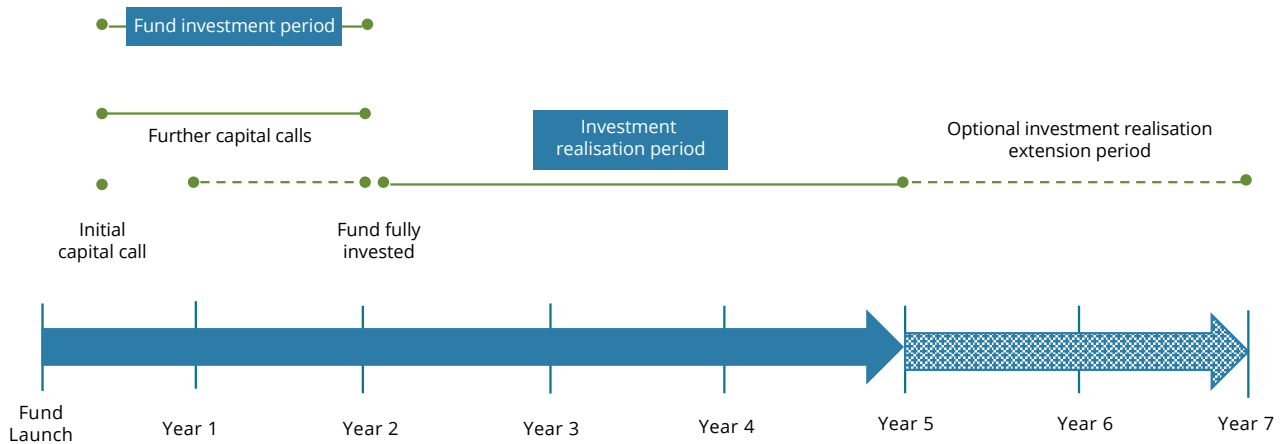 Fund investment period
Further capital calls
Investment
realisation period
Optional investment realisation
extension period
Initial
capital call
Fund fully
invested
Fund
Launch
Year 1
Year 2
Year 3
Year 4
Year 5
Year 6
Year 7